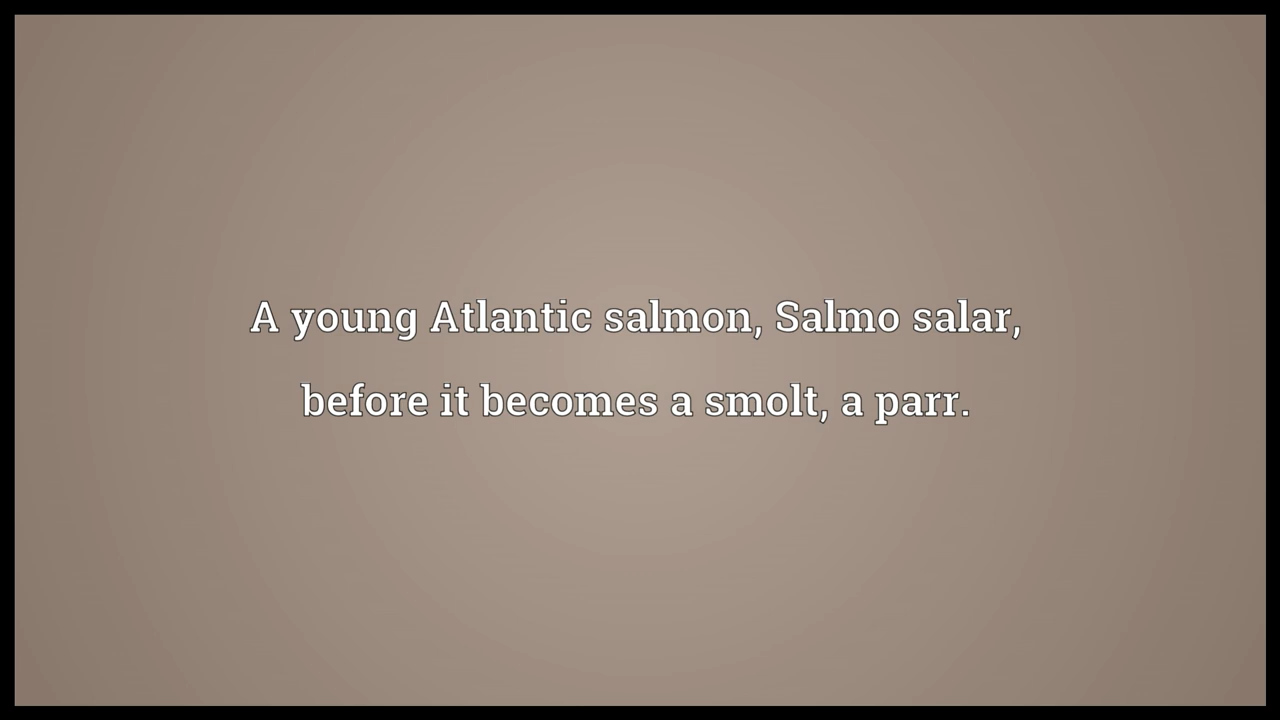 A young Atlantic salmon, Salmo salar,
before it becomes a smolt, a parr.